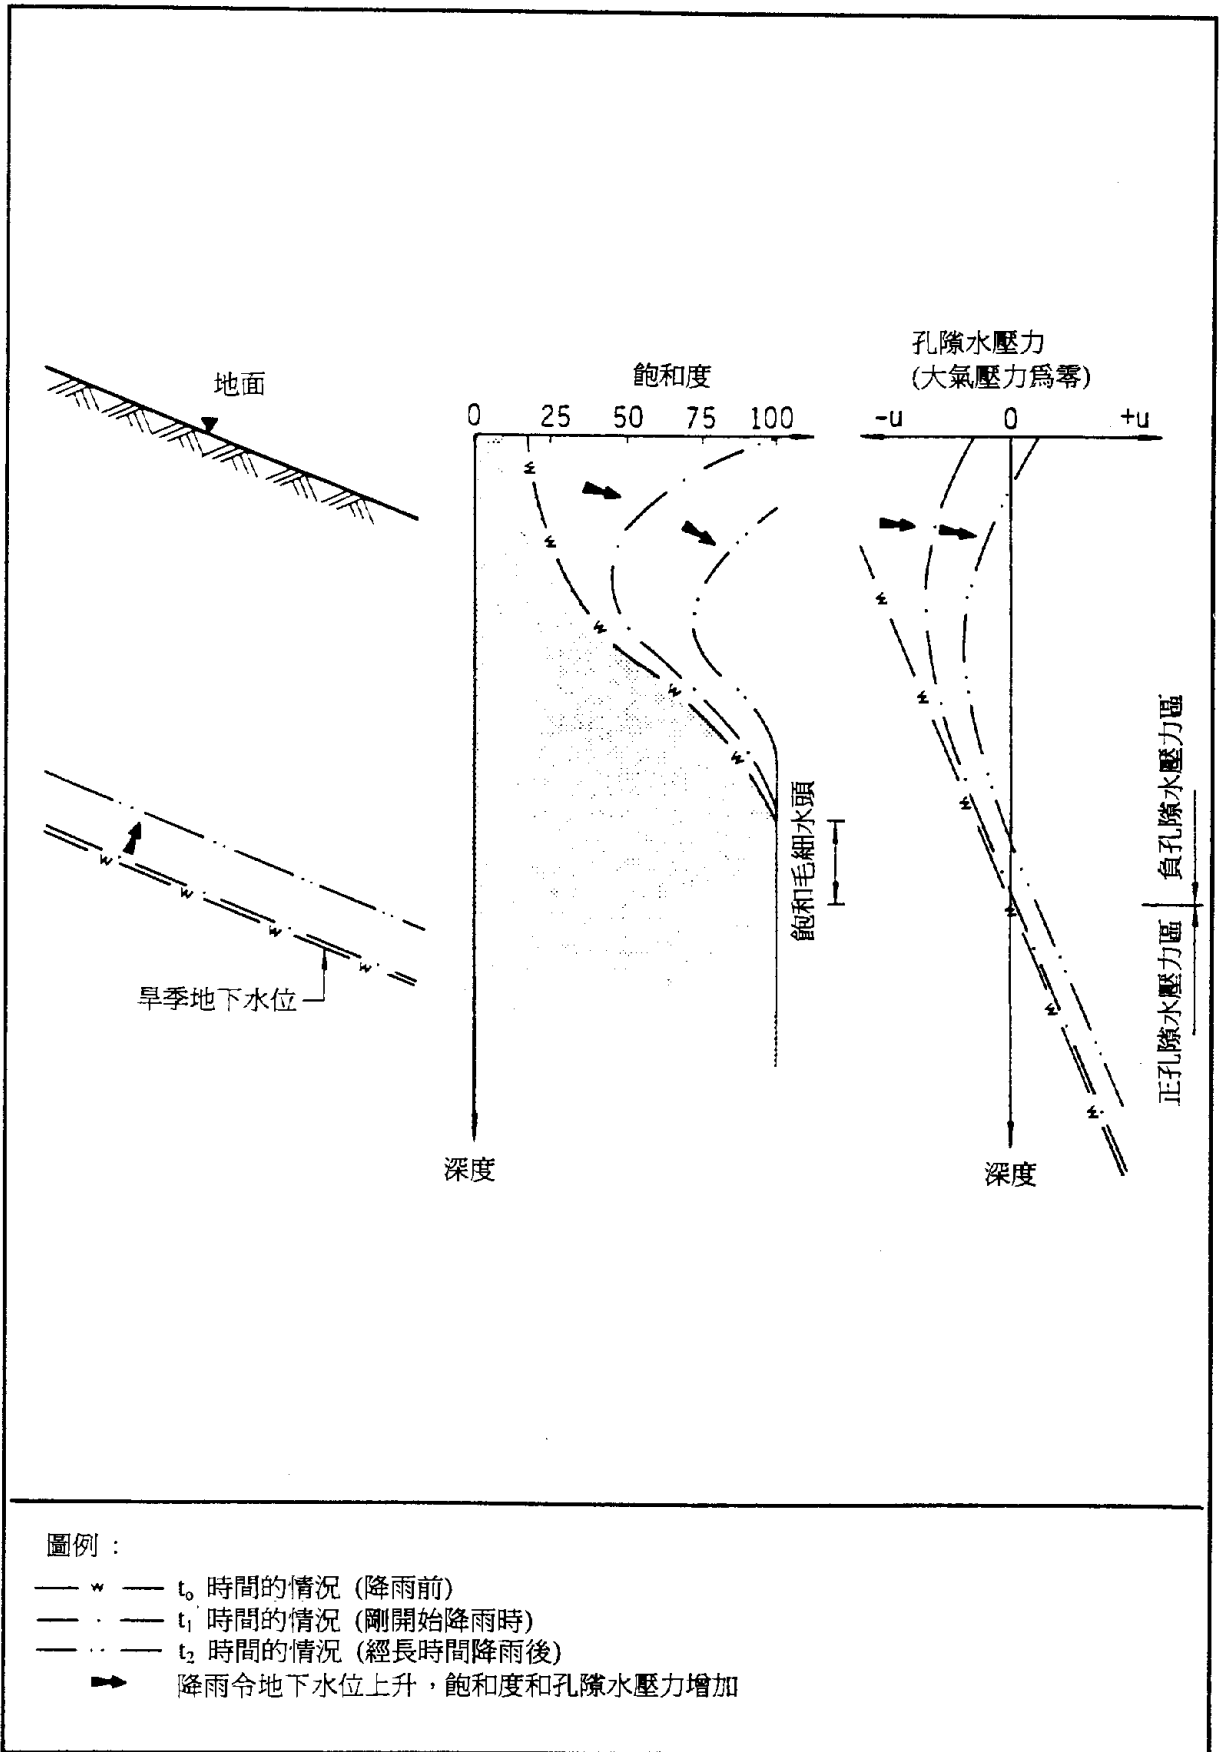 地面
旱季地下水位
飽和度
0 25 50 75 100
深度
飽和毛細水頭
孔隙水壓力
(大氣壓力爲零)
-u 0 +u
深度
負孔隙水壓力區
正孔隙水壓力區
圖例：
— w — t₀ 時間的情況 (降雨前)
— · — t₁ 時間的情況 (剛開始降雨時)
— ·· — t₂ 時間的情況 (經長時間降雨後)
降雨令地下水位上升，飽和度和孔隙水壓力增加